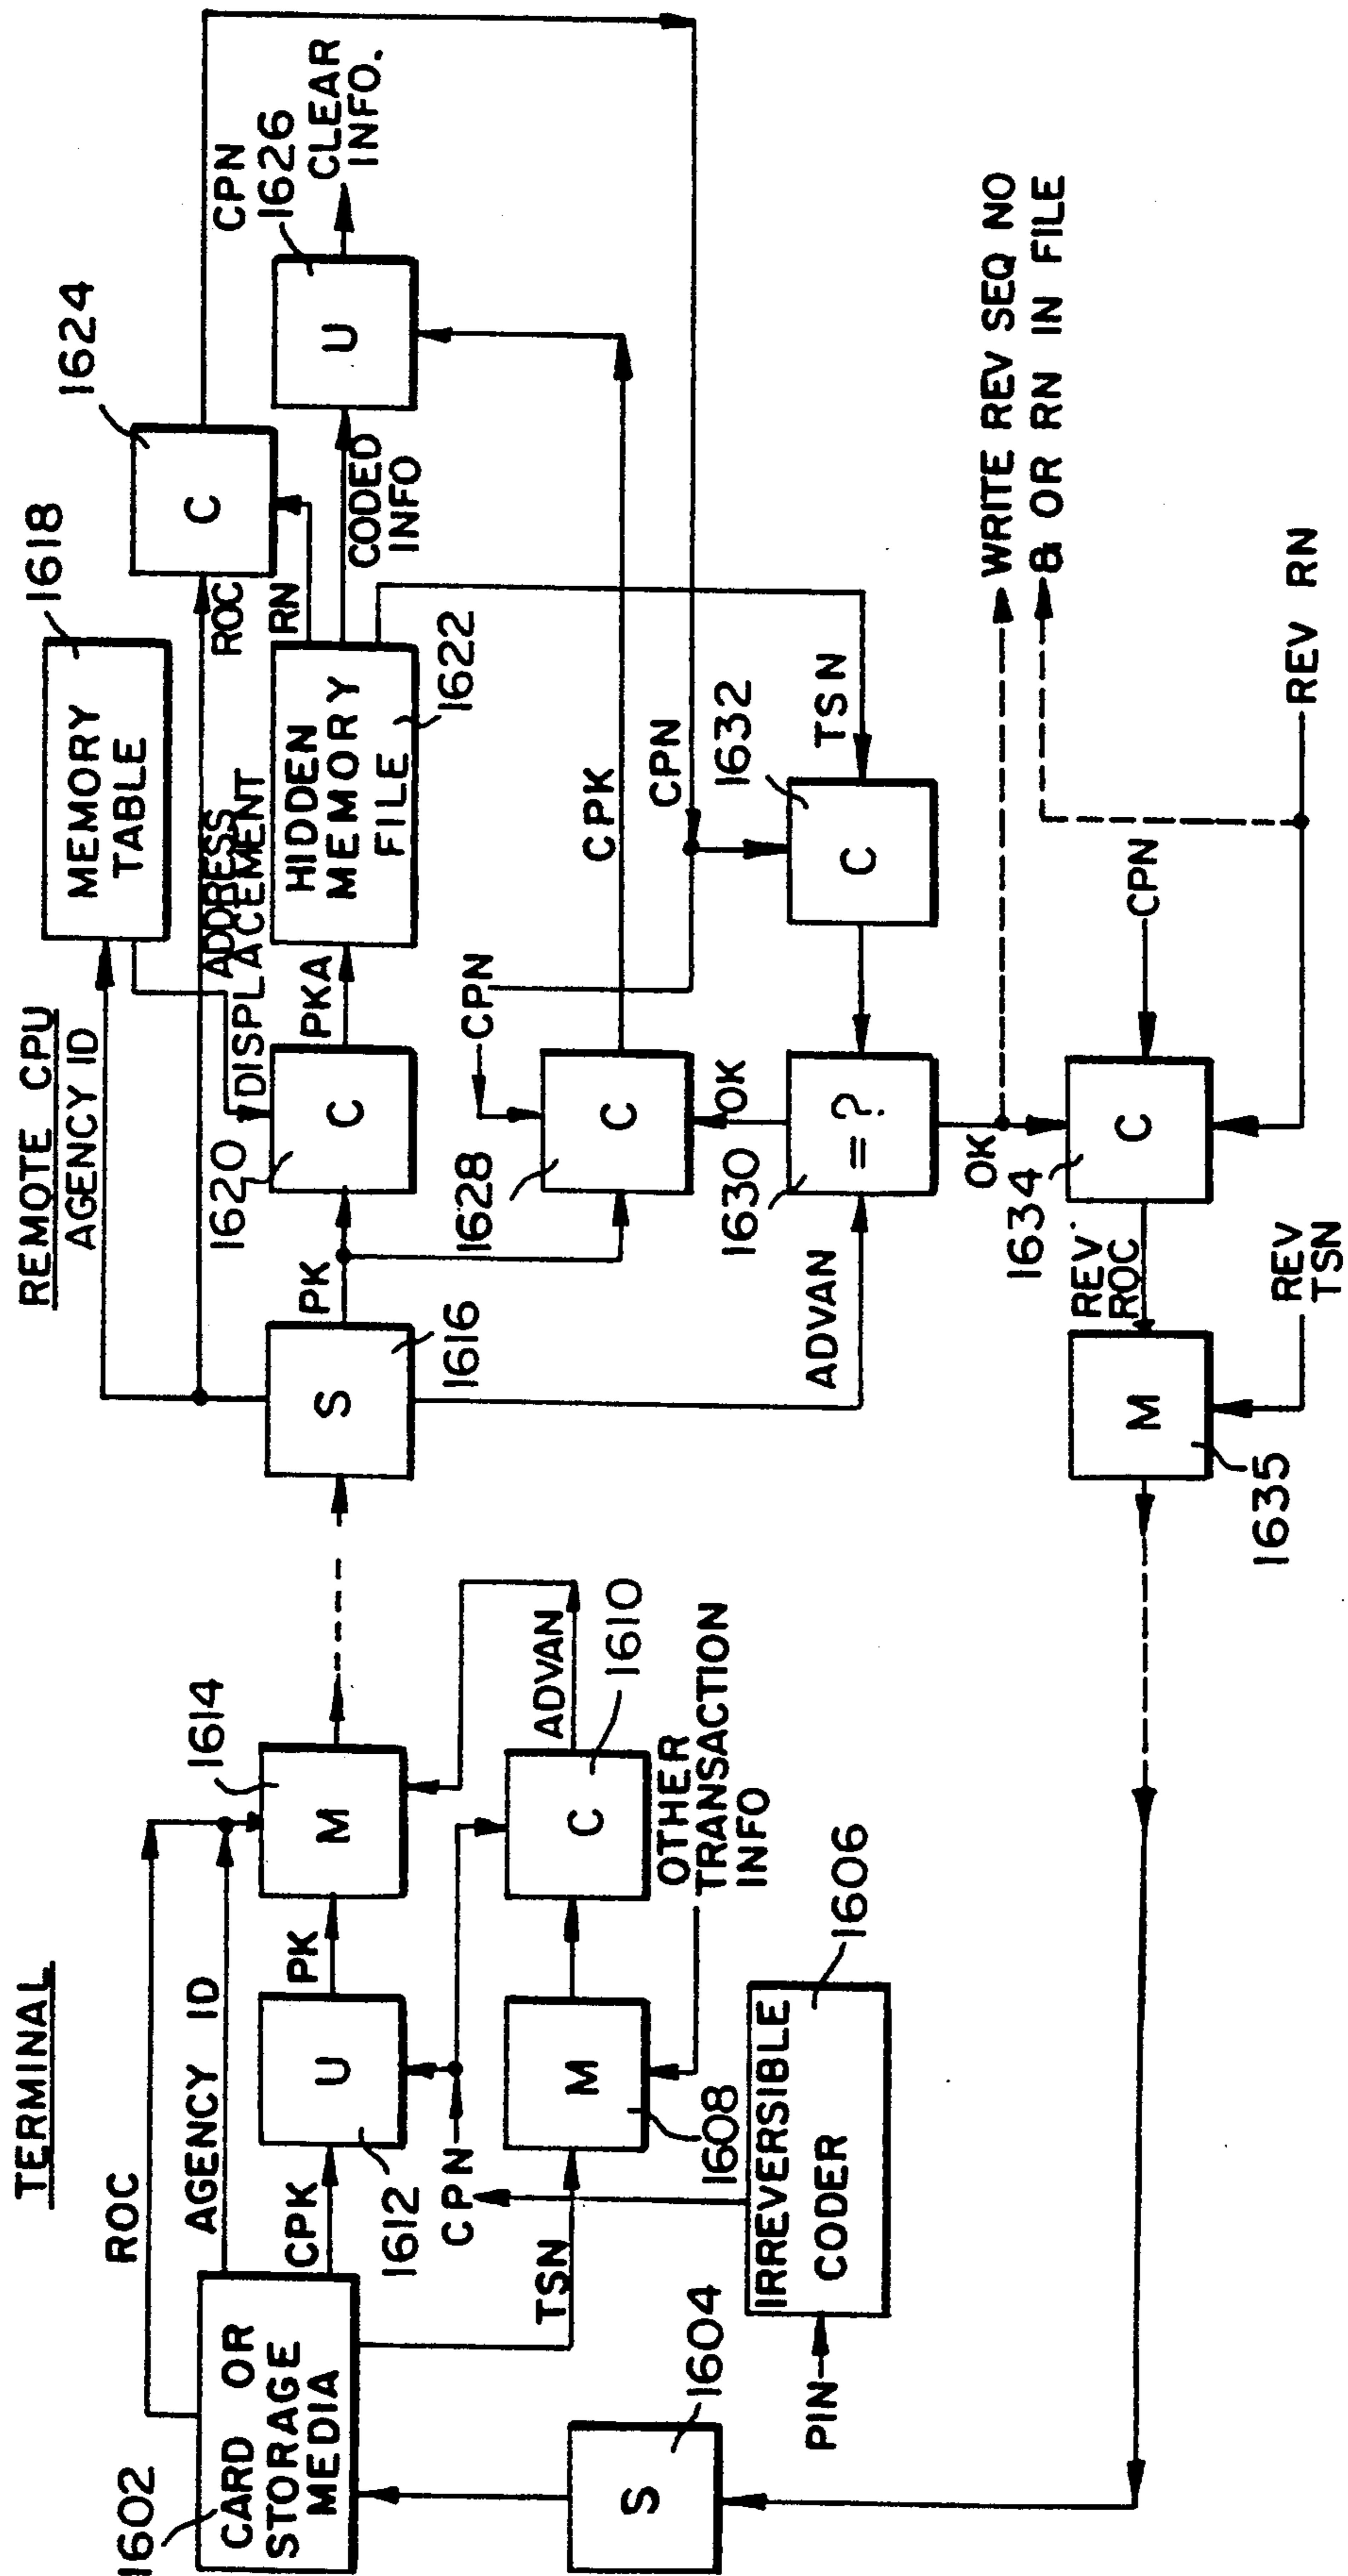 TERMINAL
1602
CARD OR
STORAGE
MEDIA
ROC
AGENCY ID
CPK
1612
U
PK
1614
M
CPN
TSN
1608
M
C
1610
ADVAN
OTHER
TRANSACTION
INFO
1604
S
PIN
IRREVERSIBLE
CODER
1606
REMOTE CPU
AGENCY ID
1618
MEMORY
TABLE
S
1616
PK
1620
C
ADDRESS
DISPLACEMENT
PKA
HIDDEN
MEMORY
FILE
1622
ROC
RN
1624
C
CPN
CODED
INFO
U
1626
CLEAR
INFO.
CPN
1628
C
CPK
CPN
OK
1630
= ?
ADVAN
1632
C
TSN
OK
WRITE REV SEQ NO
& OR RN IN FILE
1634
C
CPN
REV RN
REV
ROC
M
1635
REV
TSN